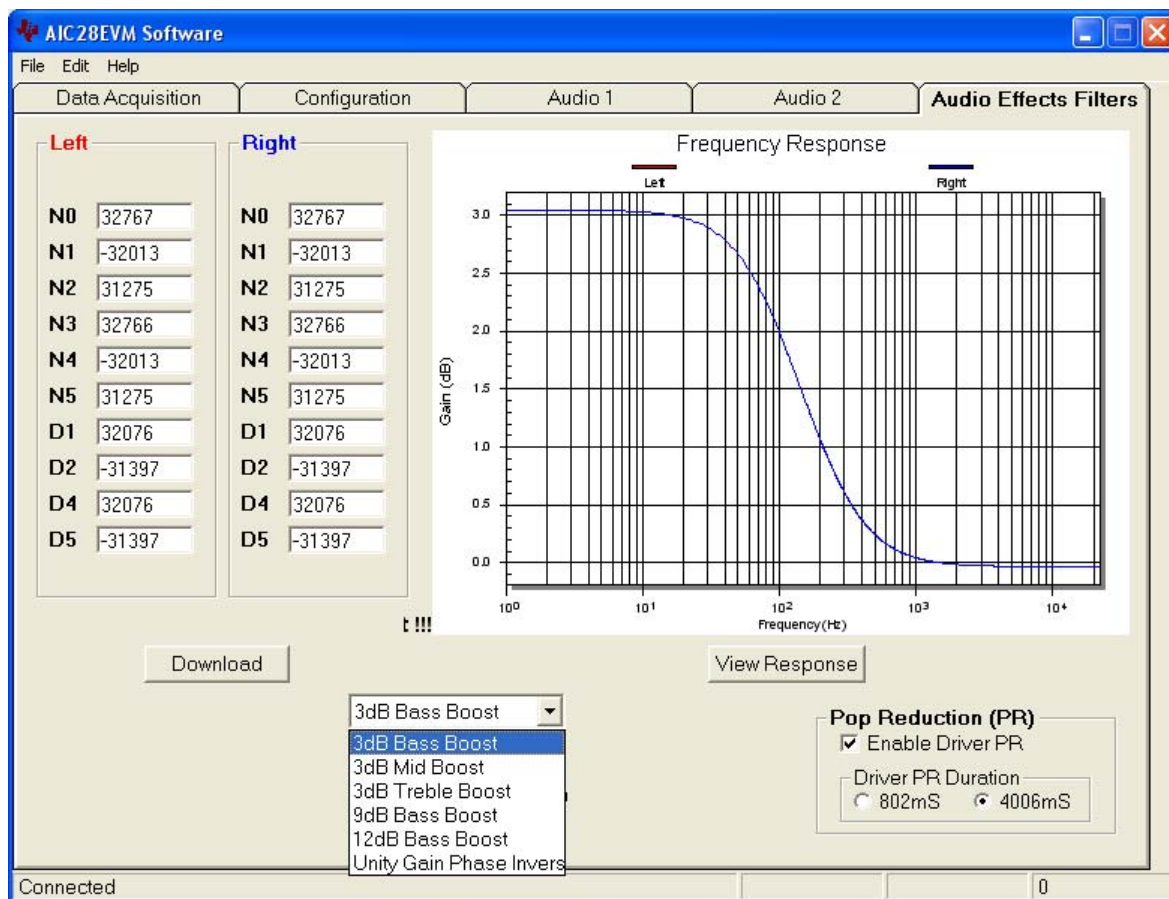 AIC28EVM Software
File Edit Help
Data Acquisition Configuration Audio 1 Audio 2 Audio Effects Filters
Left
N0 32767
N1 -32013
N2 31275
N3 32766
N4 -32013
N5 31275
D1 32076
D2 -31397
D4 32076
D5 -31397
Right
N0 32767
N1 -32013
N2 31275
N3 32766
N4 -32013
N5 31275
D1 32076
D2 -31397
D4 32076
D5 -31397
Frequency Response
Left Right
Gain (dB)
3.0
2.5
2.0
1.5
1.0
0.5
0.0
10⁰ 10¹ 10² 10³ 10⁴
Frequency(Hz)
t !!!
Download
View Response
3dB Bass Boost
3dB Bass Boost
3dB Mid Boost
3dB Treble Boost
9dB Bass Boost
12dB Bass Boost
Unity Gain Phase Invers
Pop Reduction (PR)
Enable Driver PR
Driver PR Duration
802mS 4006mS
Connected 0